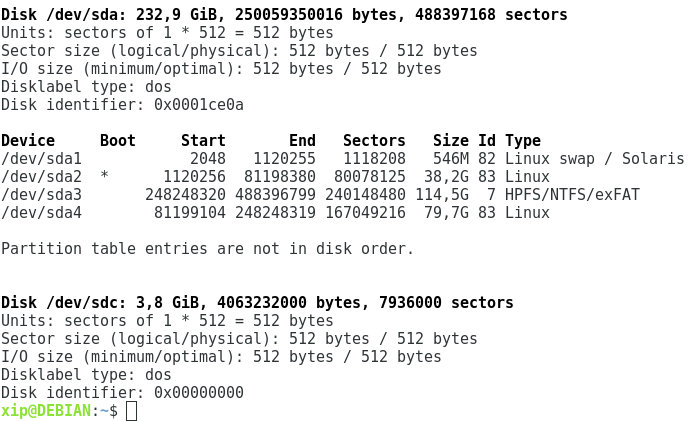 Disk /dev/sda: 232,9 GiB, 250059350016 bytes, 488397168 sectors
Units: sectors of 1 * 512 = 512 bytes
Sector size (logical/physical): 512 bytes / 512 bytes
I/O size (minimum/optimal): 512 bytes / 512 bytes
Disklabel type: dos
Disk identifier: 0x0001ce0a

Device     Boot     Start       End   Sectors   Size Id Type
/dev/sda1            2048   1120255   1118208   546M 82 Linux swap / Solaris
/dev/sda2  *      1120256  81198380  80078125  38,2G 83 Linux
/dev/sda3       248248320 488396799 240148480 114,5G  7 HPFS/NTFS/exFAT
/dev/sda4        81199104 248248319 167049216  79,7G 83 Linux

Partition table entries are not in disk order.


Disk /dev/sdc: 3,8 GiB, 4063232000 bytes, 7936000 sectors
Units: sectors of 1 * 512 = 512 bytes
Sector size (logical/physical): 512 bytes / 512 bytes
I/O size (minimum/optimal): 512 bytes / 512 bytes
Disklabel type: dos
Disk identifier: 0x00000000
xip@DEBIAN:~$